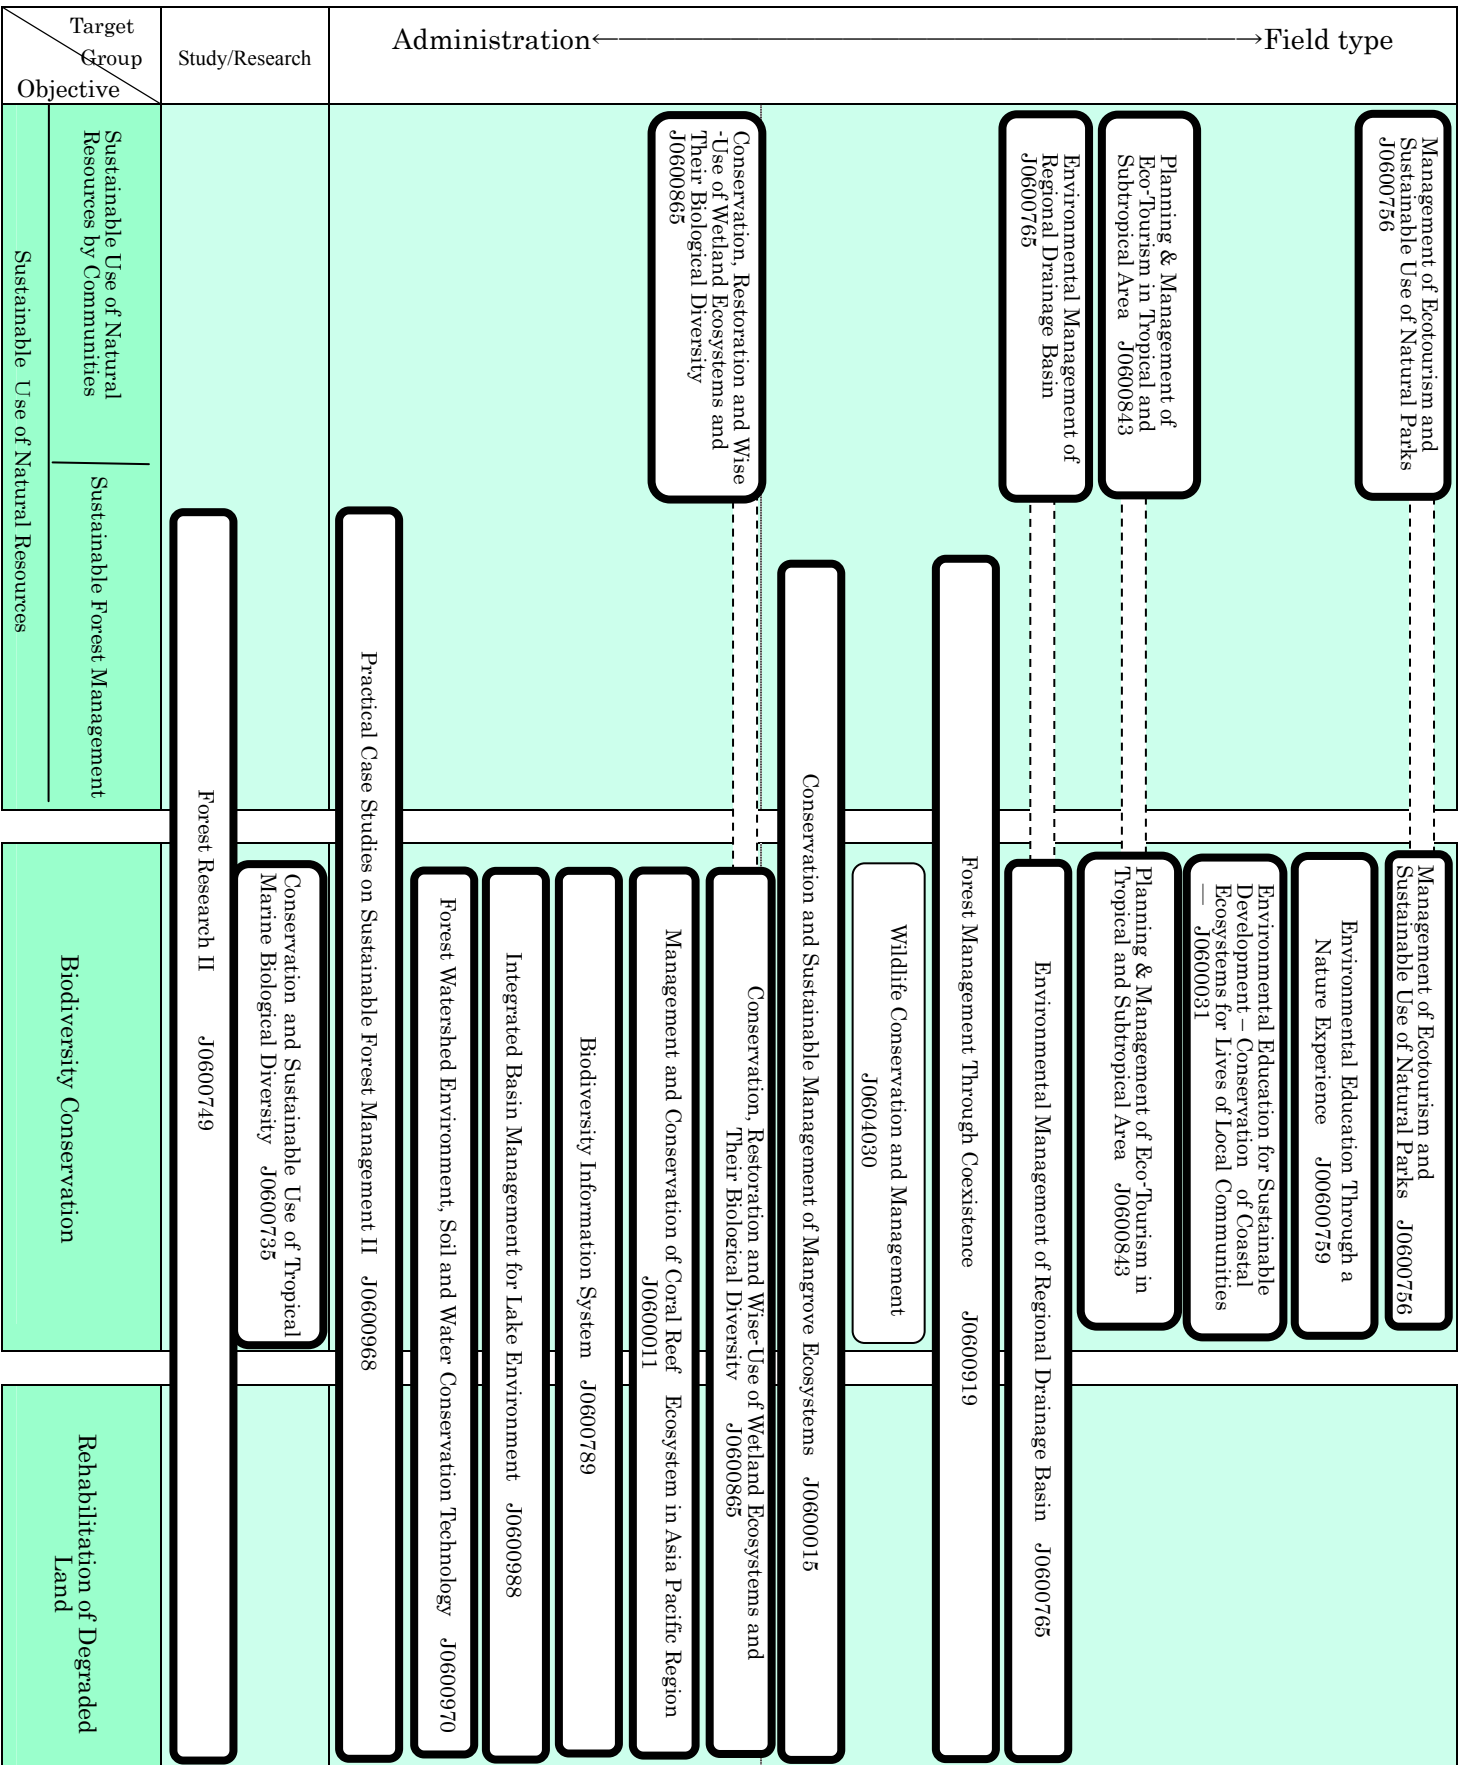 Target
Group
Objective
Study/Research
Administration←→Field type
Sustainable Use of Natural Resources
Sustainable Use of Natural
Resources by Communities
Sustainable Forest Management
Biodiversity Conservation
Rehabilitation of Degraded
Land
Conservation, Restoration and Wise
-Use of Wetland Ecosystems and
Their Biological Diversity
J0600865
Environmental Management of
Regional Drainage Basin
J0600765
Planning & Management of
Eco-Tourism in Tropical and
Subtropical Area J0600843
Management of Ecotourism and
Sustainable Use of Natural Parks
J0600756
Forest Research II J0600749
Conservation and Sustainable Use of Tropical
Marine Biological Diversity J0600735
Practical Case Studies on Sustainable Forest Management II J0600968
Forest Watershed Environment, Soil and Water Conservation Technology J0600970
Integrated Basin Management for Lake Environment J0600988
Biodiversity Information System J0600789
Management and Conservation of Coral Reef Ecosystem in Asia Pacific Region
J0600011
Conservation, Restoration and Wise-Use of Wetland Ecosystems and
Their Biological Diversity J0600865
Conservation and Sustainable Management of Mangrove Ecosystems J0600015
Wildlife Conservation and Management
J0604030
Forest Management Through Coexistence J0600919
Environmental Management of Regional Drainage Basin J0600765
Planning & Management of Eco-Tourism in
Tropical and Subtropical Area J0600843
Environmental Education for Sustainable
Development – Conservation of Coastal
Ecosystems for Lives of Local Communities
— J0600031
Environmental Education Through a
Nature Experience J00600759
Management of Ecotourism and
Sustainable Use of Natural Parks J0600756